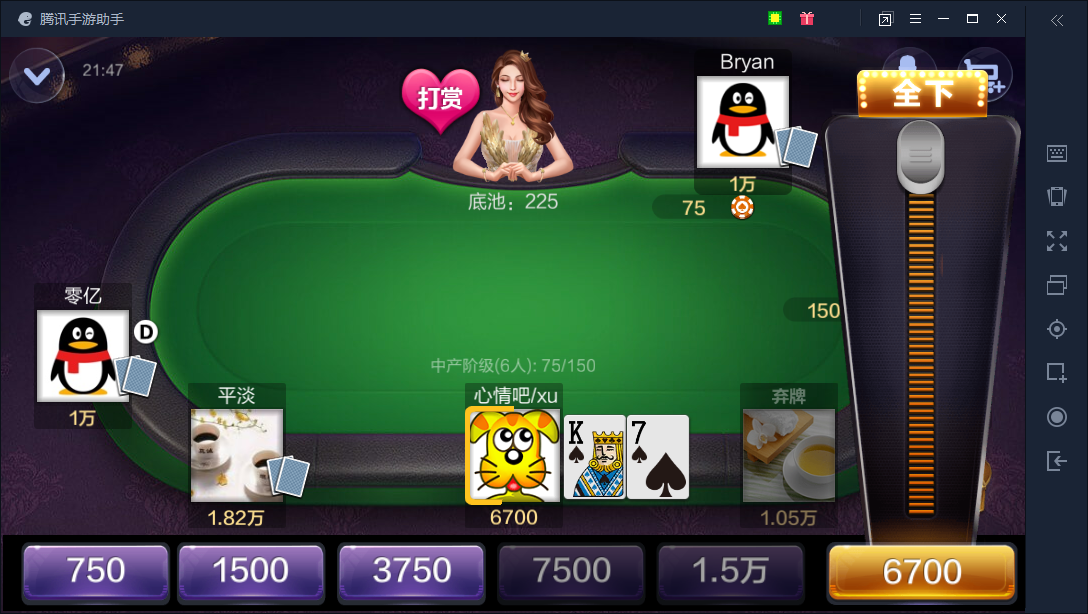 腾讯手游助手
21:47
打赏
Bryan
全下
1万
底池：225
75
150
零亿
D
1万
中产阶级(6人): 75/150
平淡
心情吧/xu
弃牌
K
7
1.82万
6700
1.05万
750
1500
3750
7500
1.5万
6700